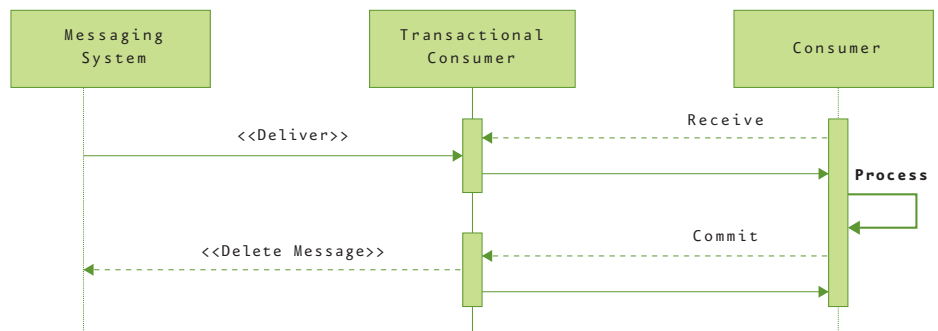 Messaging
System
Transactional
Consumer
Consumer
Receive
<<Deliver>>
Process
Commit
<<Delete Message>>